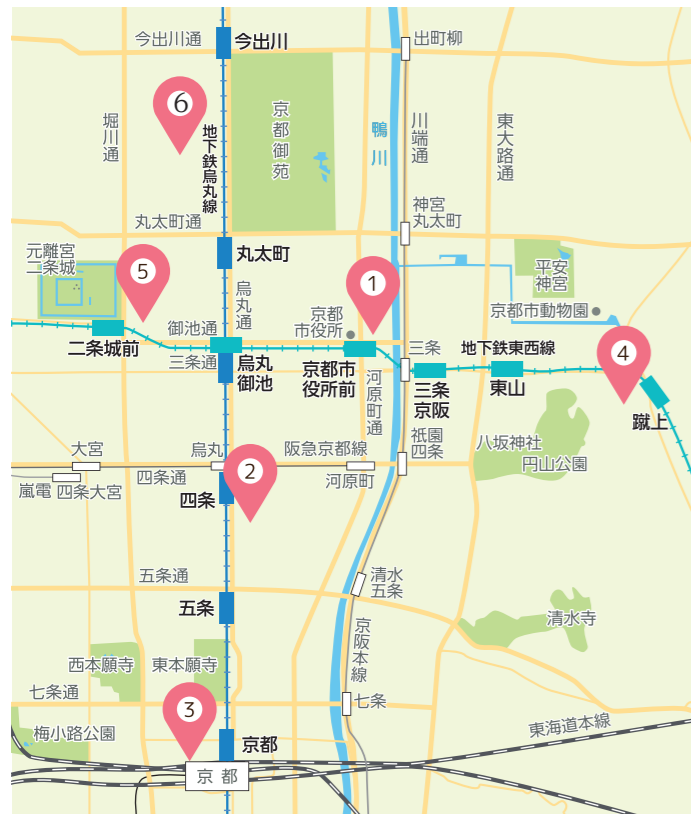 今出川通
今出川
出町柳
6
堀川通
地下鉄烏丸線
京都御苑
鴨川
川端通
東大路通
神宮
丸太町
丸太町通
丸太町
元離宮
二条城
5
烏丸通
1
平安
神宮
京都
市役所
京都市動物園
御池通
二条城前
三条通
烏丸
御池
京都市
役所前
河原町通
三条
三条
京阪
地下鉄東西線
東山
4
蹴上
大宮
烏丸
阪急京都線
祇園
四条
八坂神社
円山公園
嵐電
四条大宮
四条通
2
河原町
四条
五条通
清水
五条
五条
清水寺
京阪本線
西本願寺
東本願寺
七条通
3
七条
梅小路公園
京都
東海道本線
京都